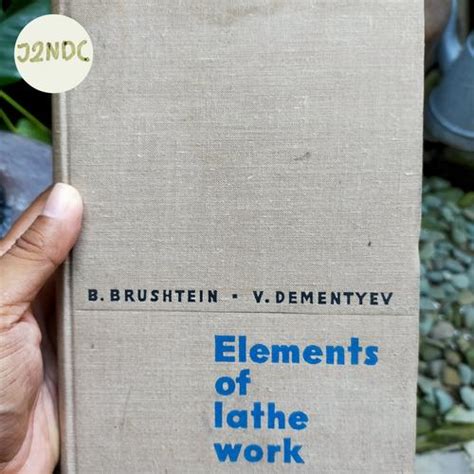 J2NDC
B. BRUSHTEIN • V. DEMENTYEV
Elements
of
lathe
work